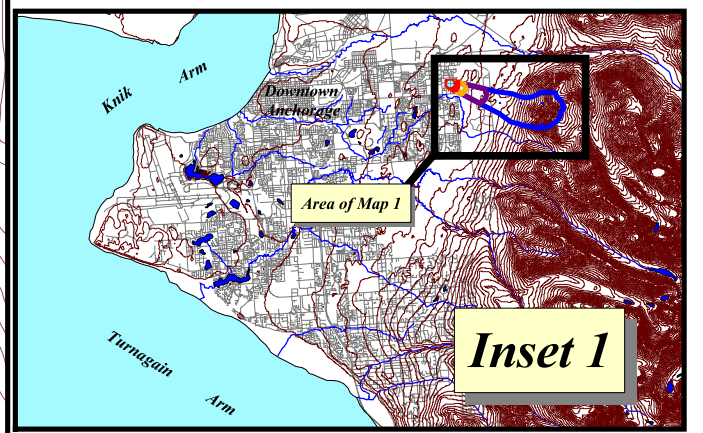 Knik Arm
Downtown
Anchorage
Area of Map 1
Inset 1
Turnagain
Arm